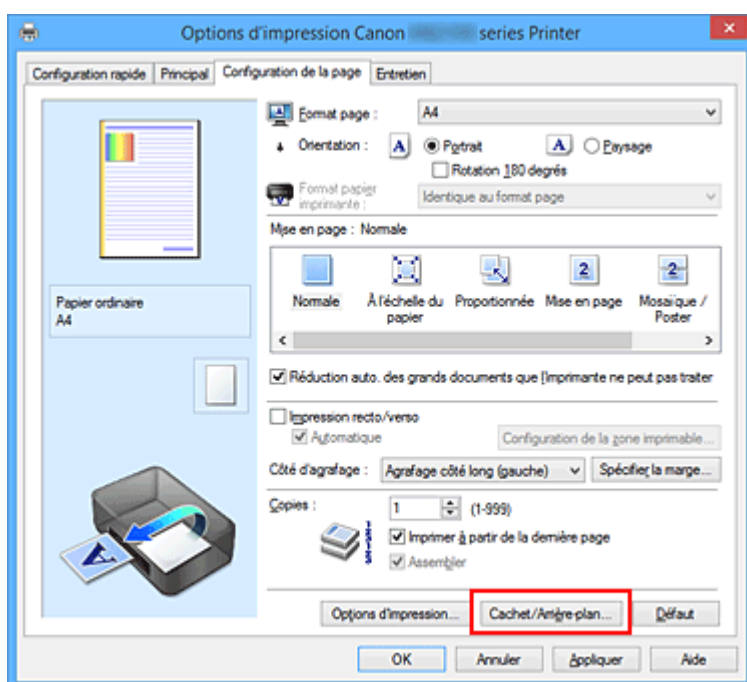 Options d'impression Canon series Printer
Configuration rapide Principal Configuration de la page Entretien
Format page : A4
Orientation : A Portrait A Paysage
Rotation 180 degrés
Format papier imprimante : Identique au format page
Mise en page : Normale
Normale À l'échelle du papier Proportionnée Mise en page Mosaïque / Poster
Papier ordinaire
A4
Réduction auto. des grands documents que l'imprimante ne peut pas traiter
Impression recto/verso
Automatique Configuration de la zone imprimable...
Côté d'agrafage : Agrafage côté long (gauche) Spécifier la marge...
Copies : 1 (1-999)
Imprimer à partir de la dernière page
Assembler
Options d'impression... Cachet/Arrière-plan... Défaut
OK Annuler Appliquer Aide